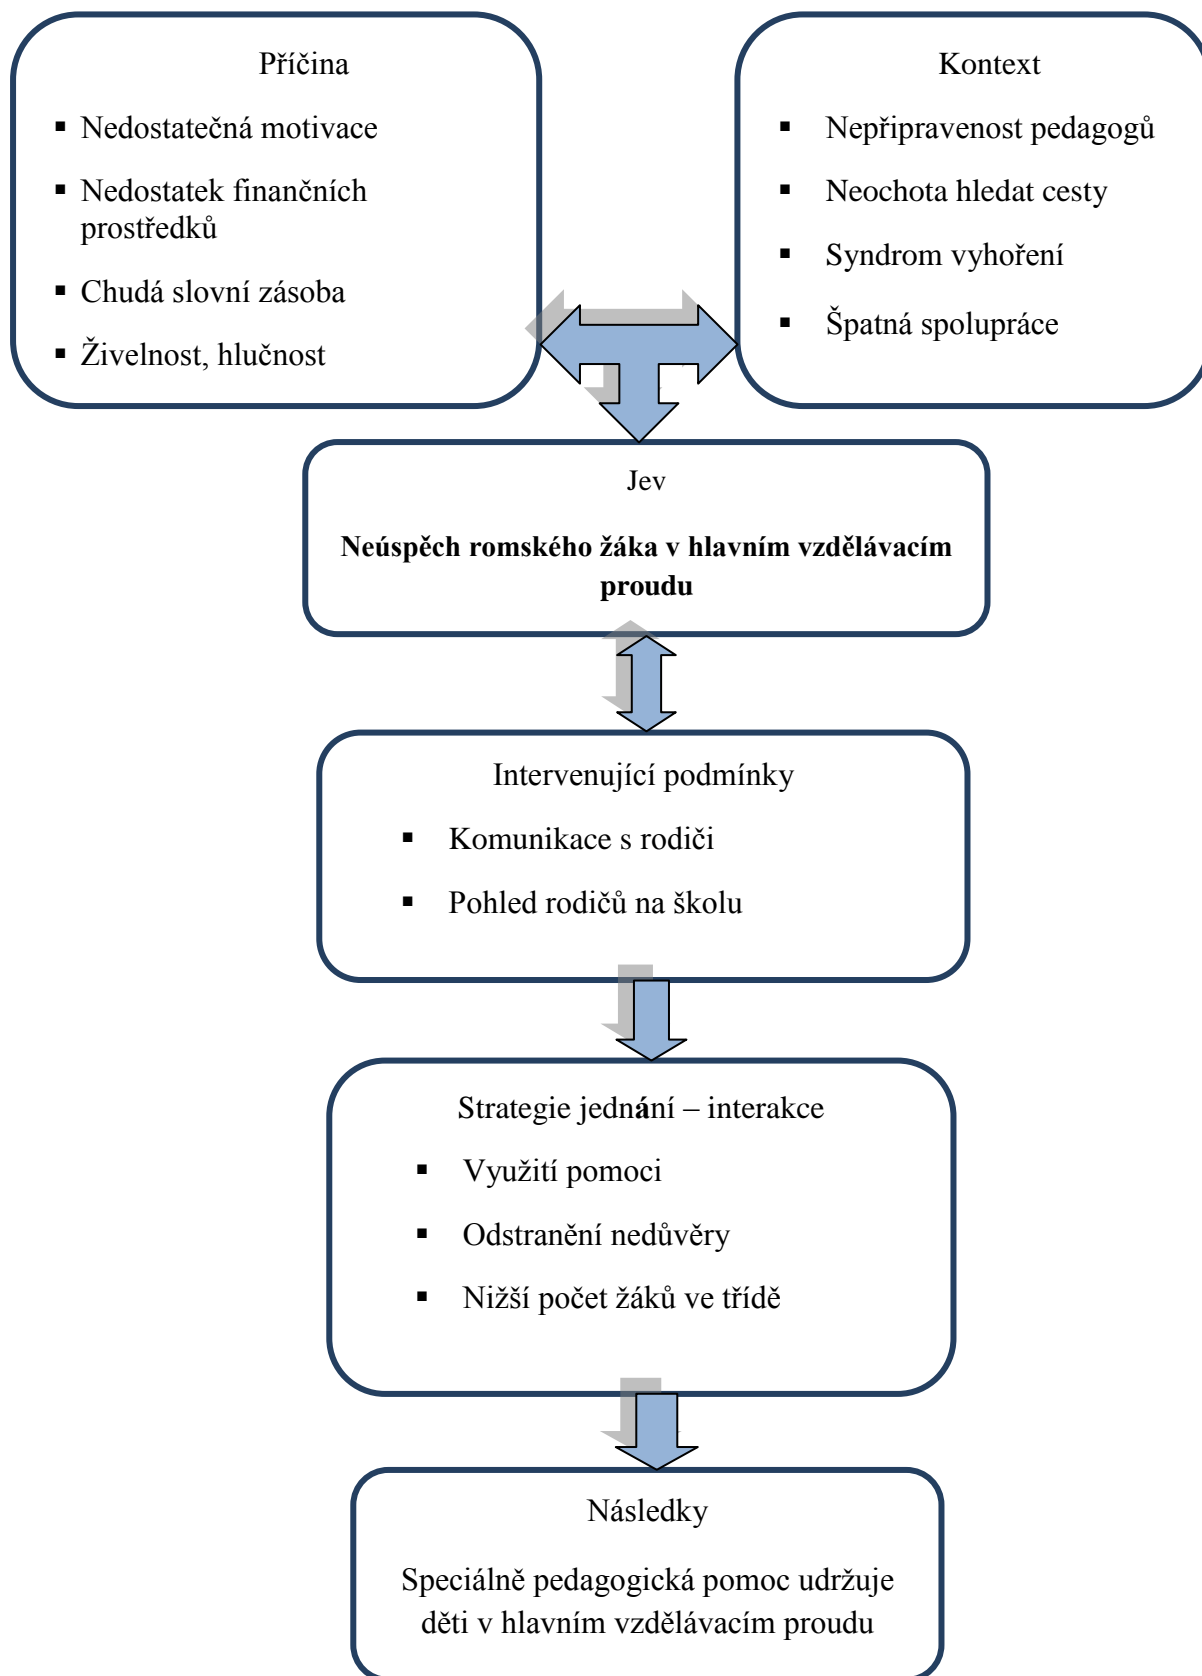 Příčina
▪ Nedostatečná motivace
▪ Nedostatek finančních
prostředků
▪ Chudá slovní zásoba
▪ Živelnost, hlučnost
Kontext
▪ Nepřipravenost pedagogů
▪ Neochota hledat cesty
▪ Syndrom vyhoření
▪ Špatná spolupráce
Jev
Neúspěch romského žáka v hlavním vzdělávacím
proudu
Intervenující podmínky
▪ Komunikace s rodiči
▪ Pohled rodičů na školu
Strategie jednání – interakce
▪ Využití pomoci
▪ Odstranění nedůvěry
▪ Nižší počet žáků ve třídě
Následky
Speciálně pedagogická pomoc udržuje
děti v hlavním vzdělávacím proudu